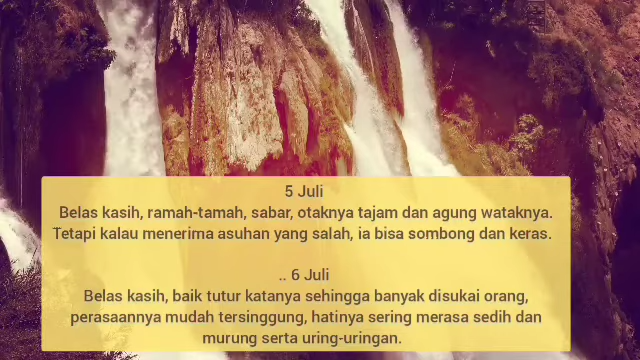 5 Juli
Belas kasih, ramah-tamah, sabar, otaknya tajam dan agung wataknya.
Tetapi kalau menerima asuhan yang salah, ia bisa sombong dan keras.
.. 6 Juli
Belas kasih, baik tutur katanya sehingga banyak disukai orang,
perasaannya mudah tersinggung, hatinya sering merasa sedih dan
murung serta uring-uringan.